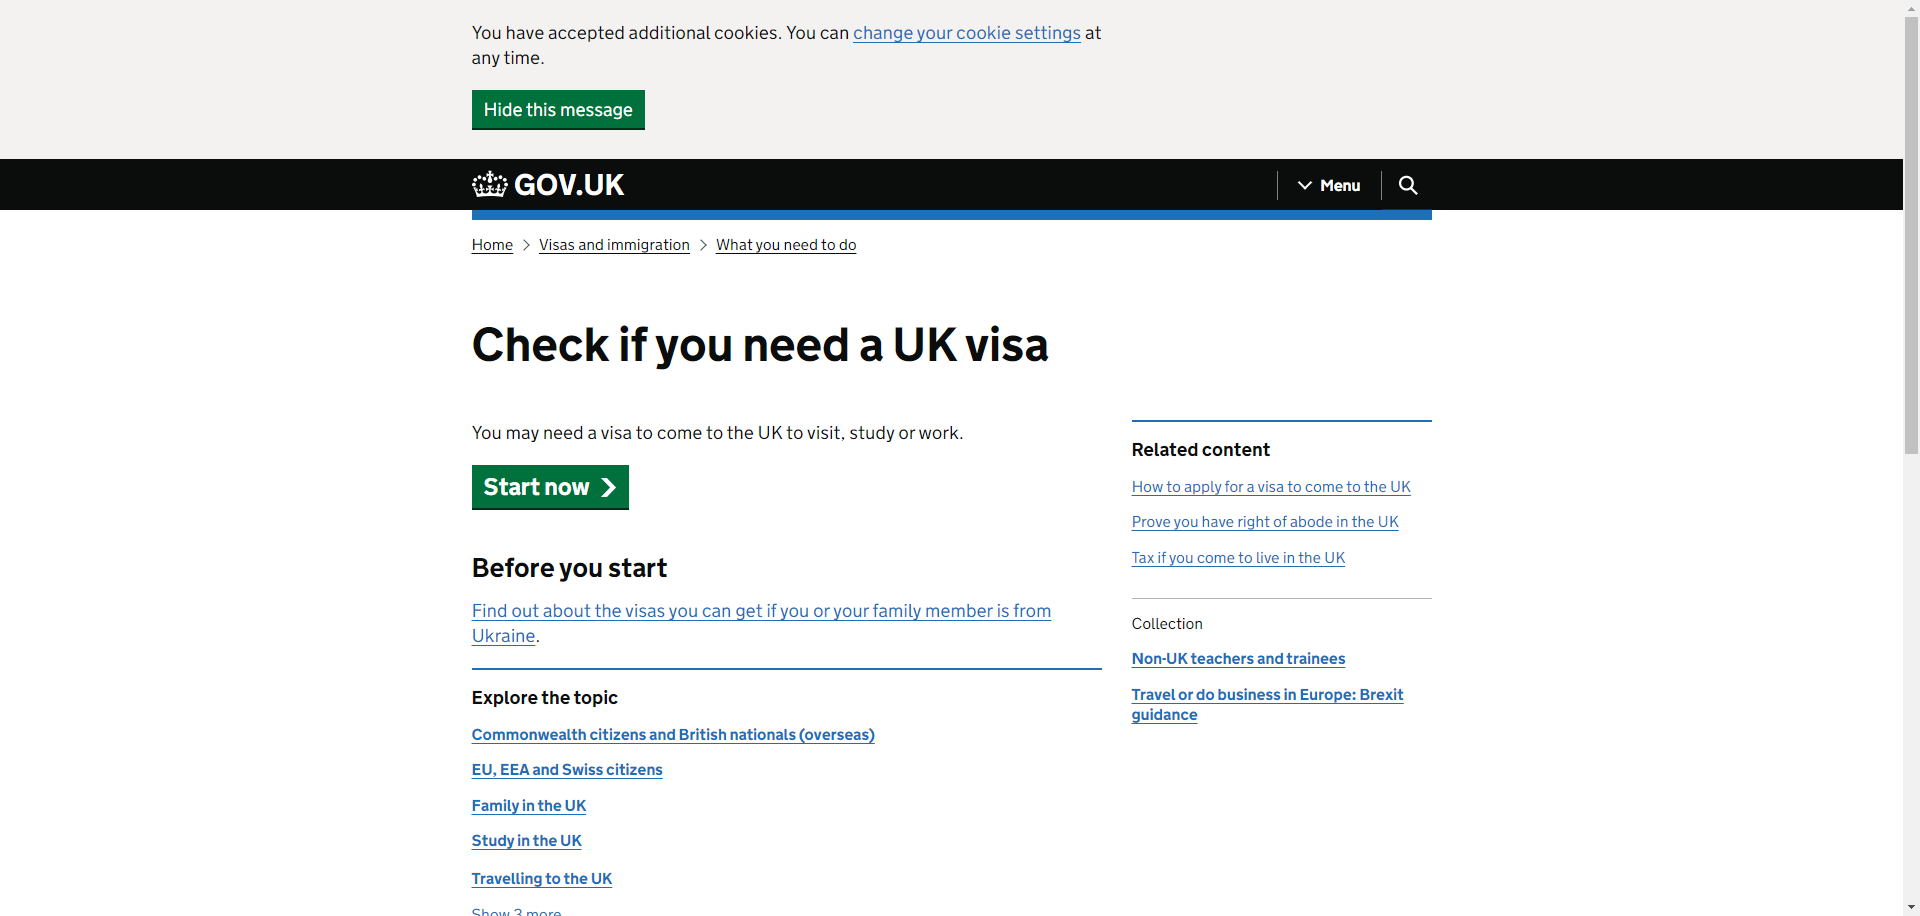 You have accepted additional cookies. You can change your cookie settings at
any time.
Hide this message
GOV.UK
Menu
Home > Visas and immigration > What you need to do
Check if you need a UK visa
You may need a visa to come to the UK to visit, study or work.
Start now
Before you start
Find out about the visas you can get if you or your family member is from
Ukraine.
Explore the topic
Commonwealth citizens and British nationals (overseas)
EU, EEA and Swiss citizens
Family in the UK
Study in the UK
Travelling to the UK
Show 3 more
Related content
How to apply for a visa to come to the UK
Prove you have right of abode in the UK
Tax if you come to live in the UK
Collection
Non-UK teachers and trainees
Travel or do business in Europe: Brexit
guidance